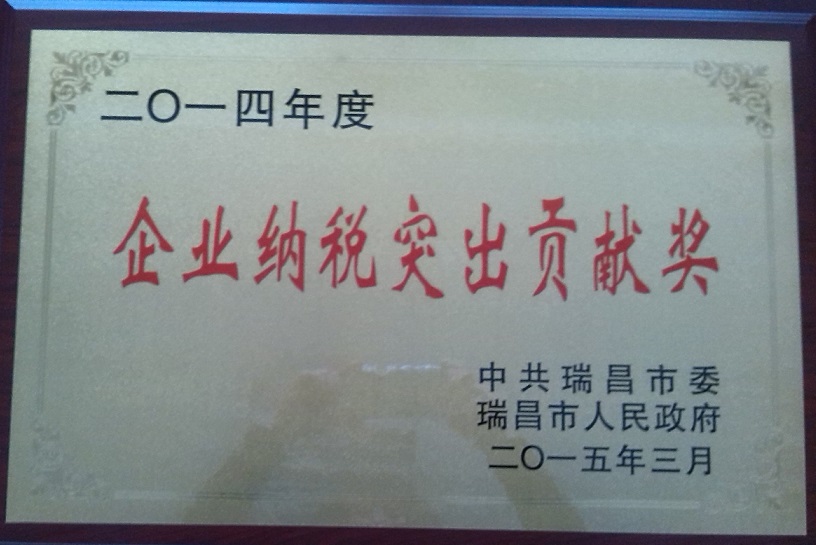 二〇一四年度
企业纳税突出贡献奖
中共瑞昌市委
瑞昌市人民政府
二〇一五年三月